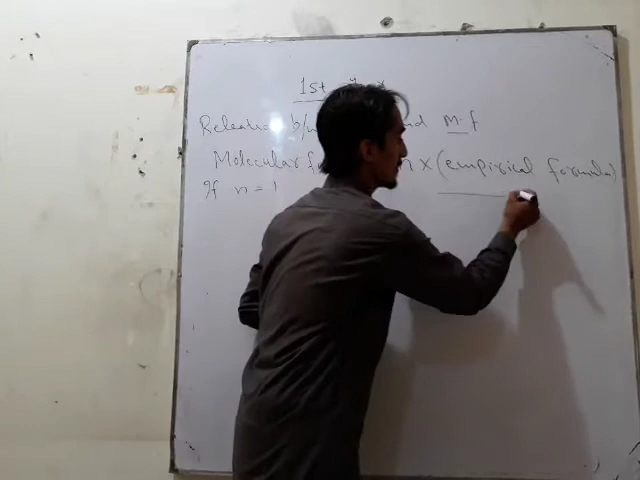 1st
Relation b/w and M.f
Molecular f n × (empirical formula)
If n = 1